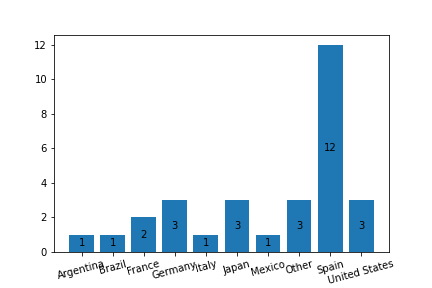 12
10
8
6
4
2
0
1
1
2
3
1
3
1
3
12
3
Argentina
Brazil
France
Germany
Italy
Japan
Mexico
Other
Spain
United States